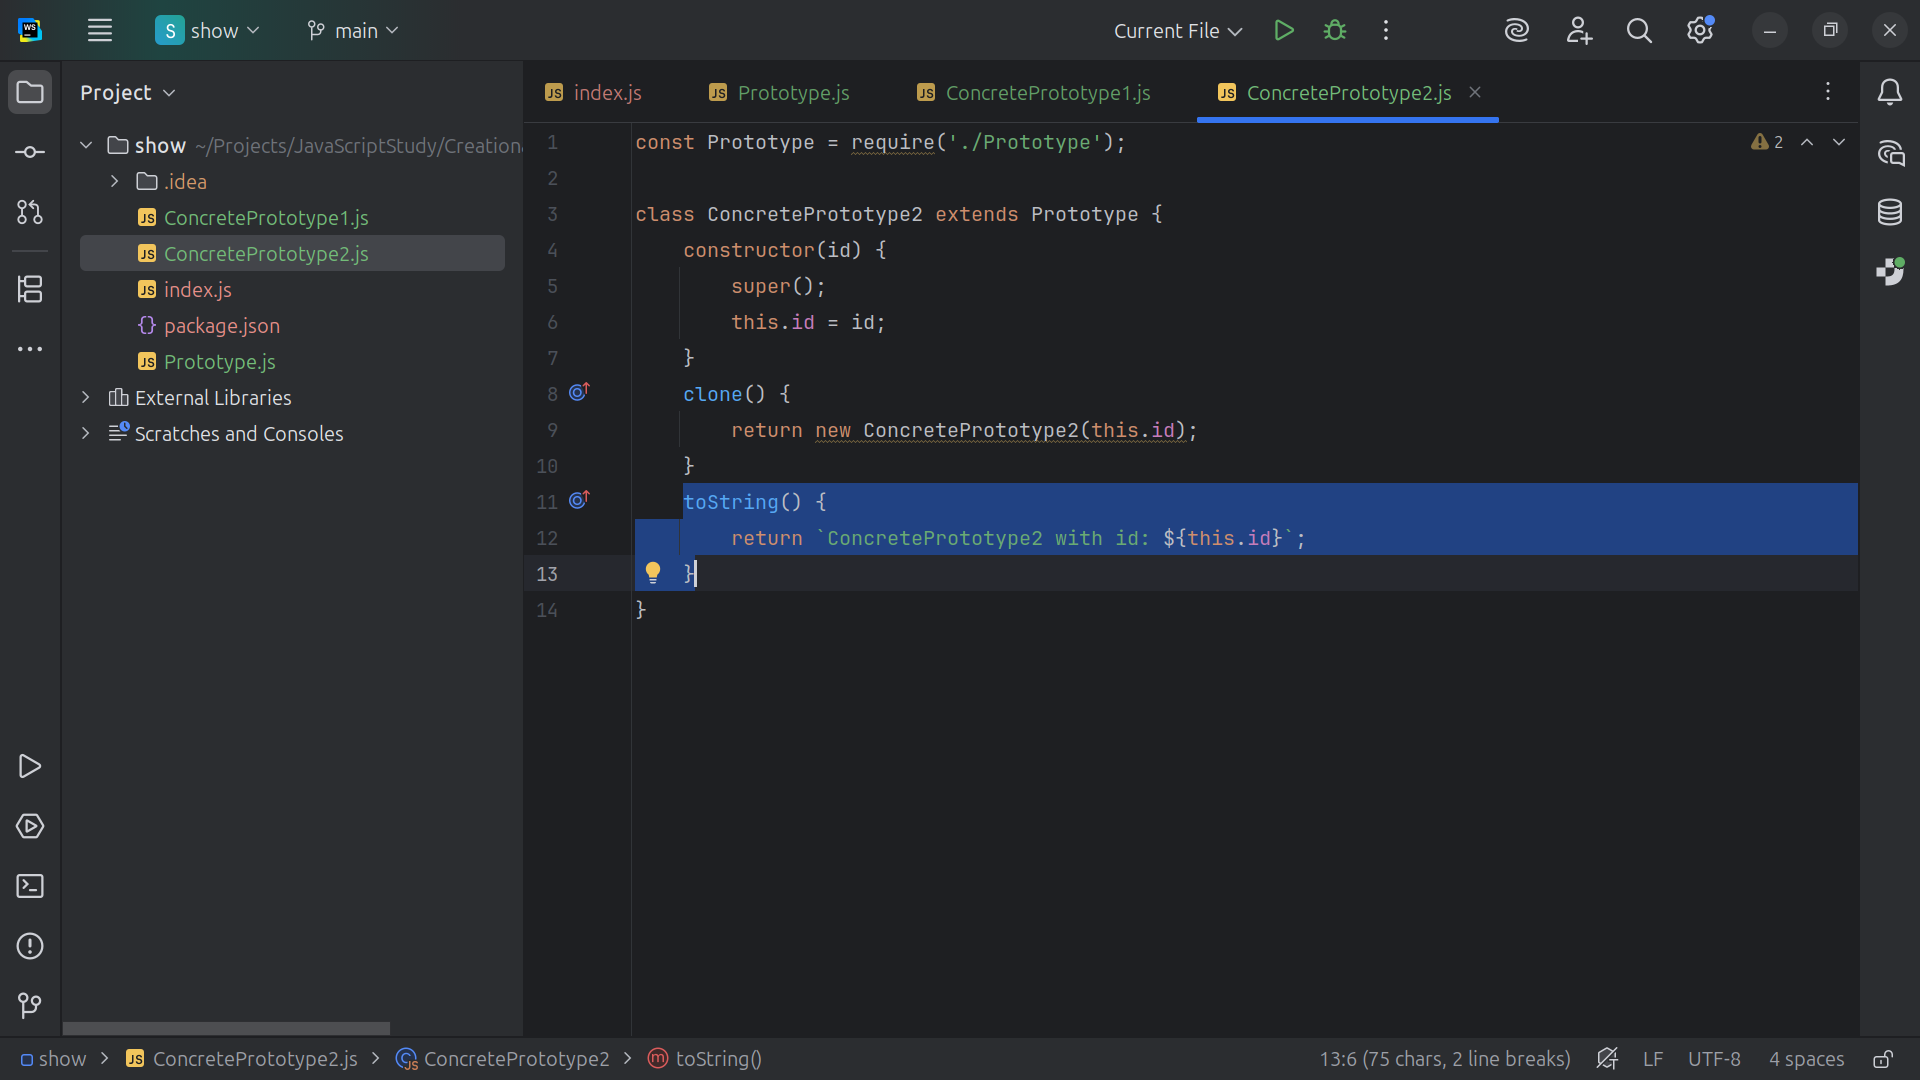 WS
S show
main
Current File
Project
index.js
Prototype.js
ConcretePrototype1.js
ConcretePrototype2.js
show ~/Projects/JavaScriptStudy/Creation
.idea
ConcretePrototype1.js
ConcretePrototype2.js
index.js
package.json
Prototype.js
External Libraries
Scratches and Consoles
1 const Prototype = require('./Prototype');
2
3 class ConcretePrototype2 extends Prototype {
4 constructor(id) {
5 super();
6 this.id = id;
7 }
8 clone() {
9 return new ConcretePrototype2(this.id);
10 }
11 toString() {
12 return `ConcretePrototype2 with id: ${this.id}`;
13 }
14 }
2
show
ConcretePrototype2.js
ConcretePrototype2
toString()
13:6 (75 chars, 2 line breaks)
LF
UTF-8
4 spaces